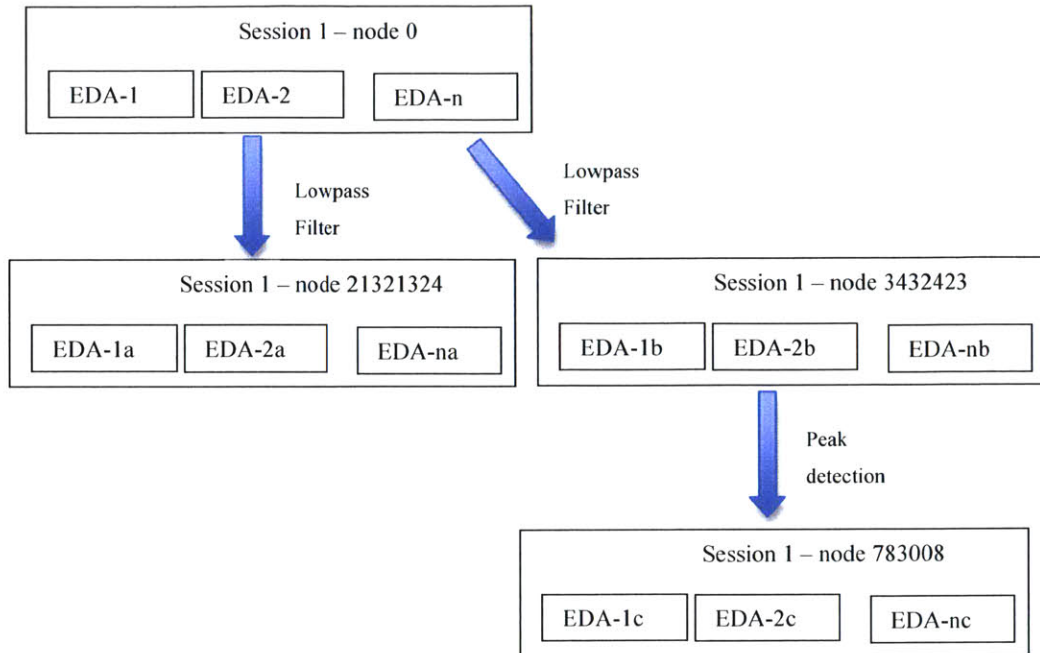 Session 1 – node 0
EDA-1 EDA-2 EDA-n
Lowpass
Filter
Lowpass
Filter
Session 1 – node 21321324
EDA-1a EDA-2a EDA-na
Session 1 – node 3432423
EDA-1b EDA-2b EDA-nb
Peak
detection
Session 1 – node 783008
EDA-1c EDA-2c EDA-nc